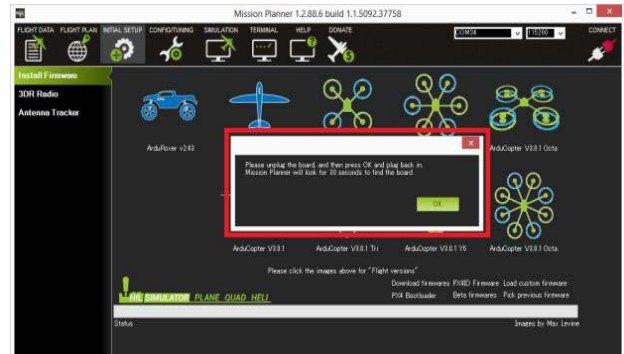 Mission Planner 1.2.88.6 build 1.1.5092.37758
FLIGHT DATA FLIGHT PLAN INITIAL SETUP CONFIG/TUNING SIMULATION TERMINAL HELP DONATE
115200
CONNECT
Install Firmware
3DR Radio
Antenna Tracker
ArduRover v2.43
ArduCopter V3.0.1 Octa
Please unplug the board, and then press OK and plug back in.
Mission Planner will look for 30 seconds to find the board
OK
ArduCopter V3.0.1 ArduCopter V3.0.1 Tri ArduCopter V3.0.1 Y6 ArduCopter V3.0.1 Octa
Please click the images above for "Flight versions"
Download firmwares PX4IO Firmware Load custom firmware
PX4 Bootloader Beta firmwares Pick previous firmware
HIL SIMULATOR PLANE QUAD HELI
Status
Images by Max Levine